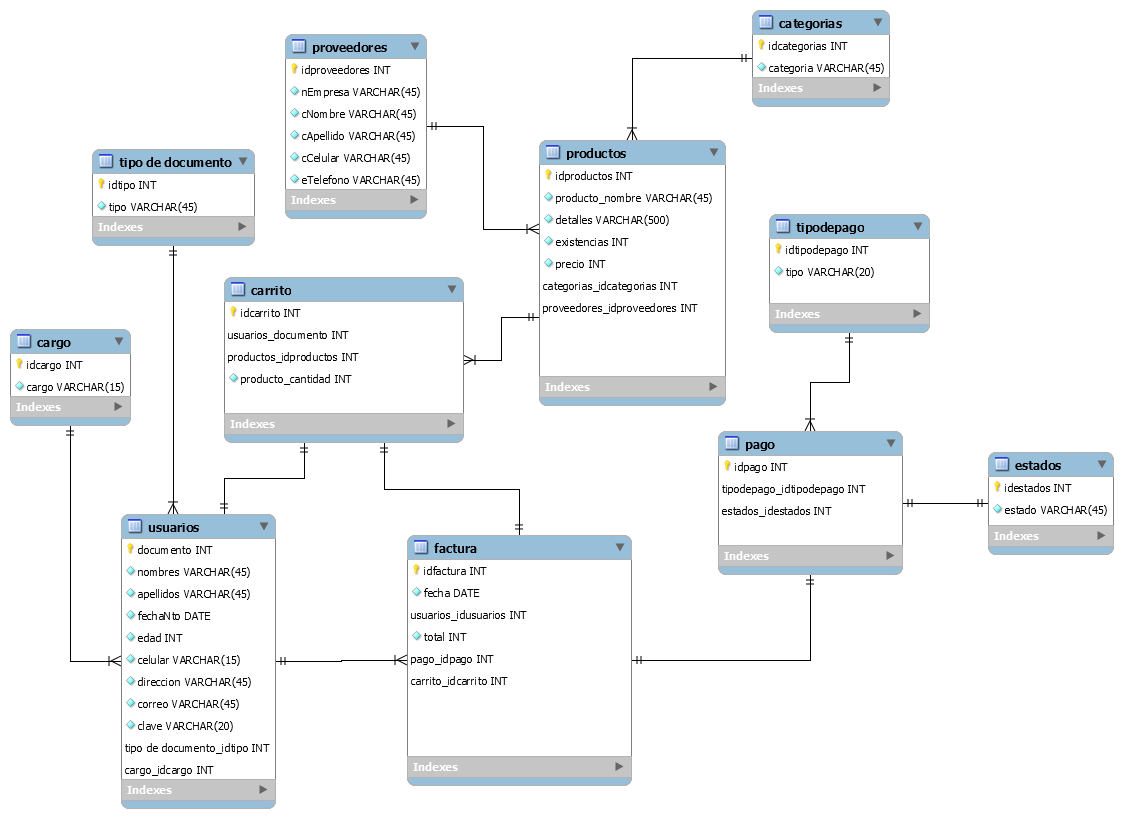 categorias
idcategorias INT
categoria VARCHAR(45)
Indexes
proveedores
idproveedores INT
nEmpresa VARCHAR(45)
cNombre VARCHAR(45)
cApellido VARCHAR(45)
cCelular VARCHAR(45)
eTelefono VARCHAR(45)
Indexes
productos
idproductos INT
producto_nombre VARCHAR(45)
detalles VARCHAR(500)
existencias INT
precio INT
categorias_idcategorias INT
proveedores_idproveedores INT
Indexes
tipo de documento
idtipo INT
tipo VARCHAR(45)
Indexes
tipodepago
idtipodepago INT
tipo VARCHAR(20)
Indexes
carrito
idcarrito INT
usuarios_documento INT
productos_idproductos INT
producto_cantidad INT
Indexes
cargo
idcargo INT
cargo VARCHAR(15)
Indexes
pago
idpago INT
tipodepago_idtipodepago INT
estados_idestados INT
Indexes
estados
idestados INT
estado VARCHAR(45)
Indexes
usuarios
documento INT
nombres VARCHAR(45)
apellidos VARCHAR(45)
fechaNto DATE
edad INT
celular VARCHAR(15)
direccion VARCHAR(45)
correo VARCHAR(45)
clave VARCHAR(20)
tipo de documento_idtipo INT
cargo_idcargo INT
Indexes
factura
idfactura INT
fecha DATE
usuarios_idusuarios INT
total INT
pago_idpago INT
carrito_idcarrito INT
Indexes